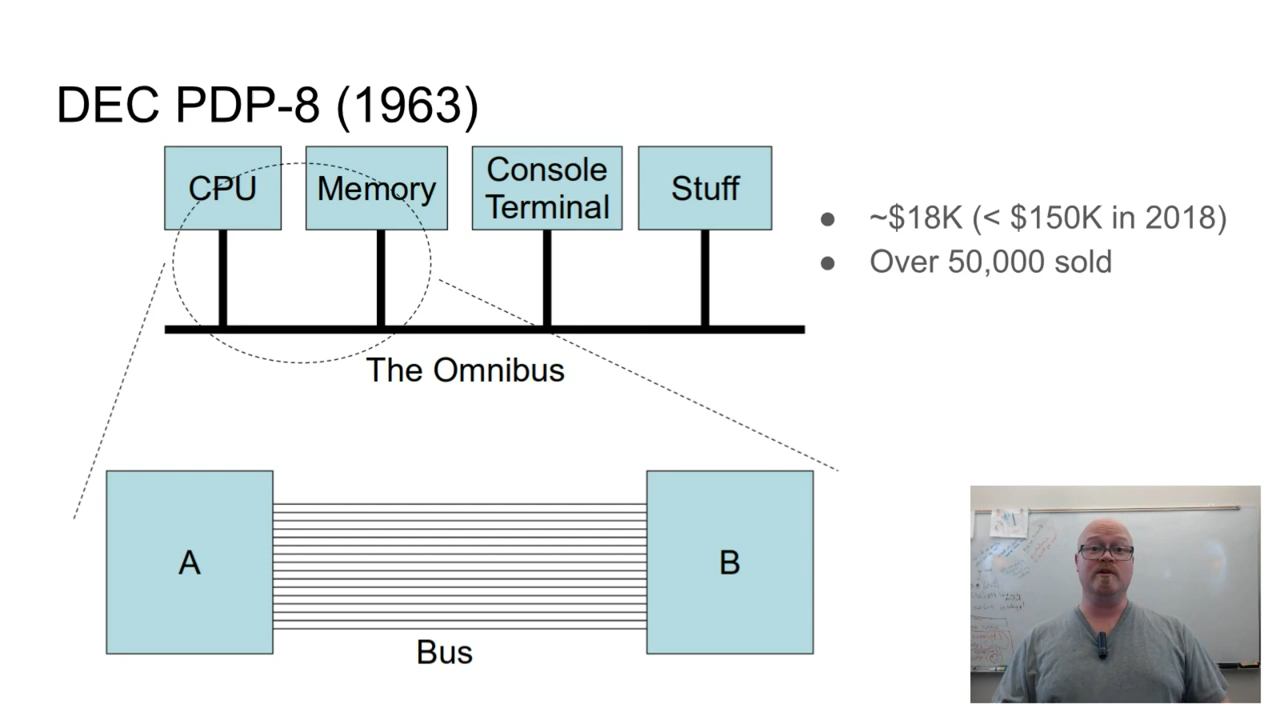 DEC PDP-8 (1963)
CPU
Memory
Console
Terminal
Stuff
● ~$18K (< $150K in 2018)
● Over 50,000 sold
The Omnibus
A
B
Bus